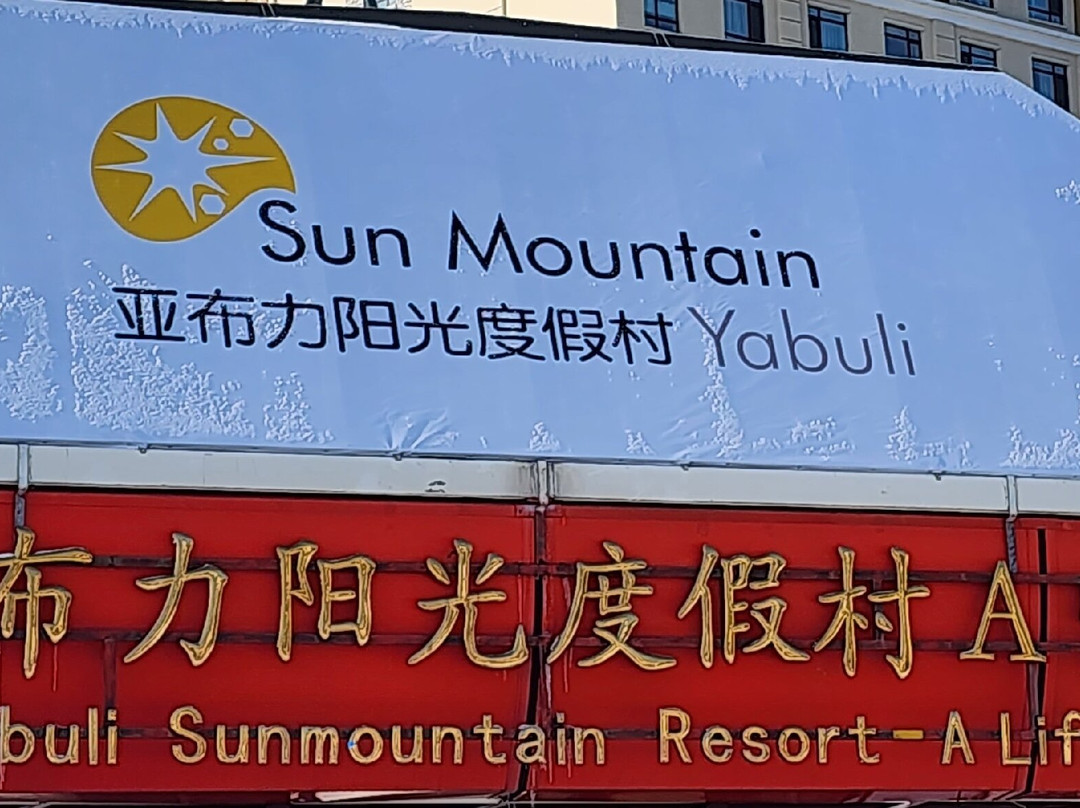 Sun Mountain
亚布力阳光度假村 Yabuli
布力阳光度假村A
buli Sunmountain Resort-A Lif